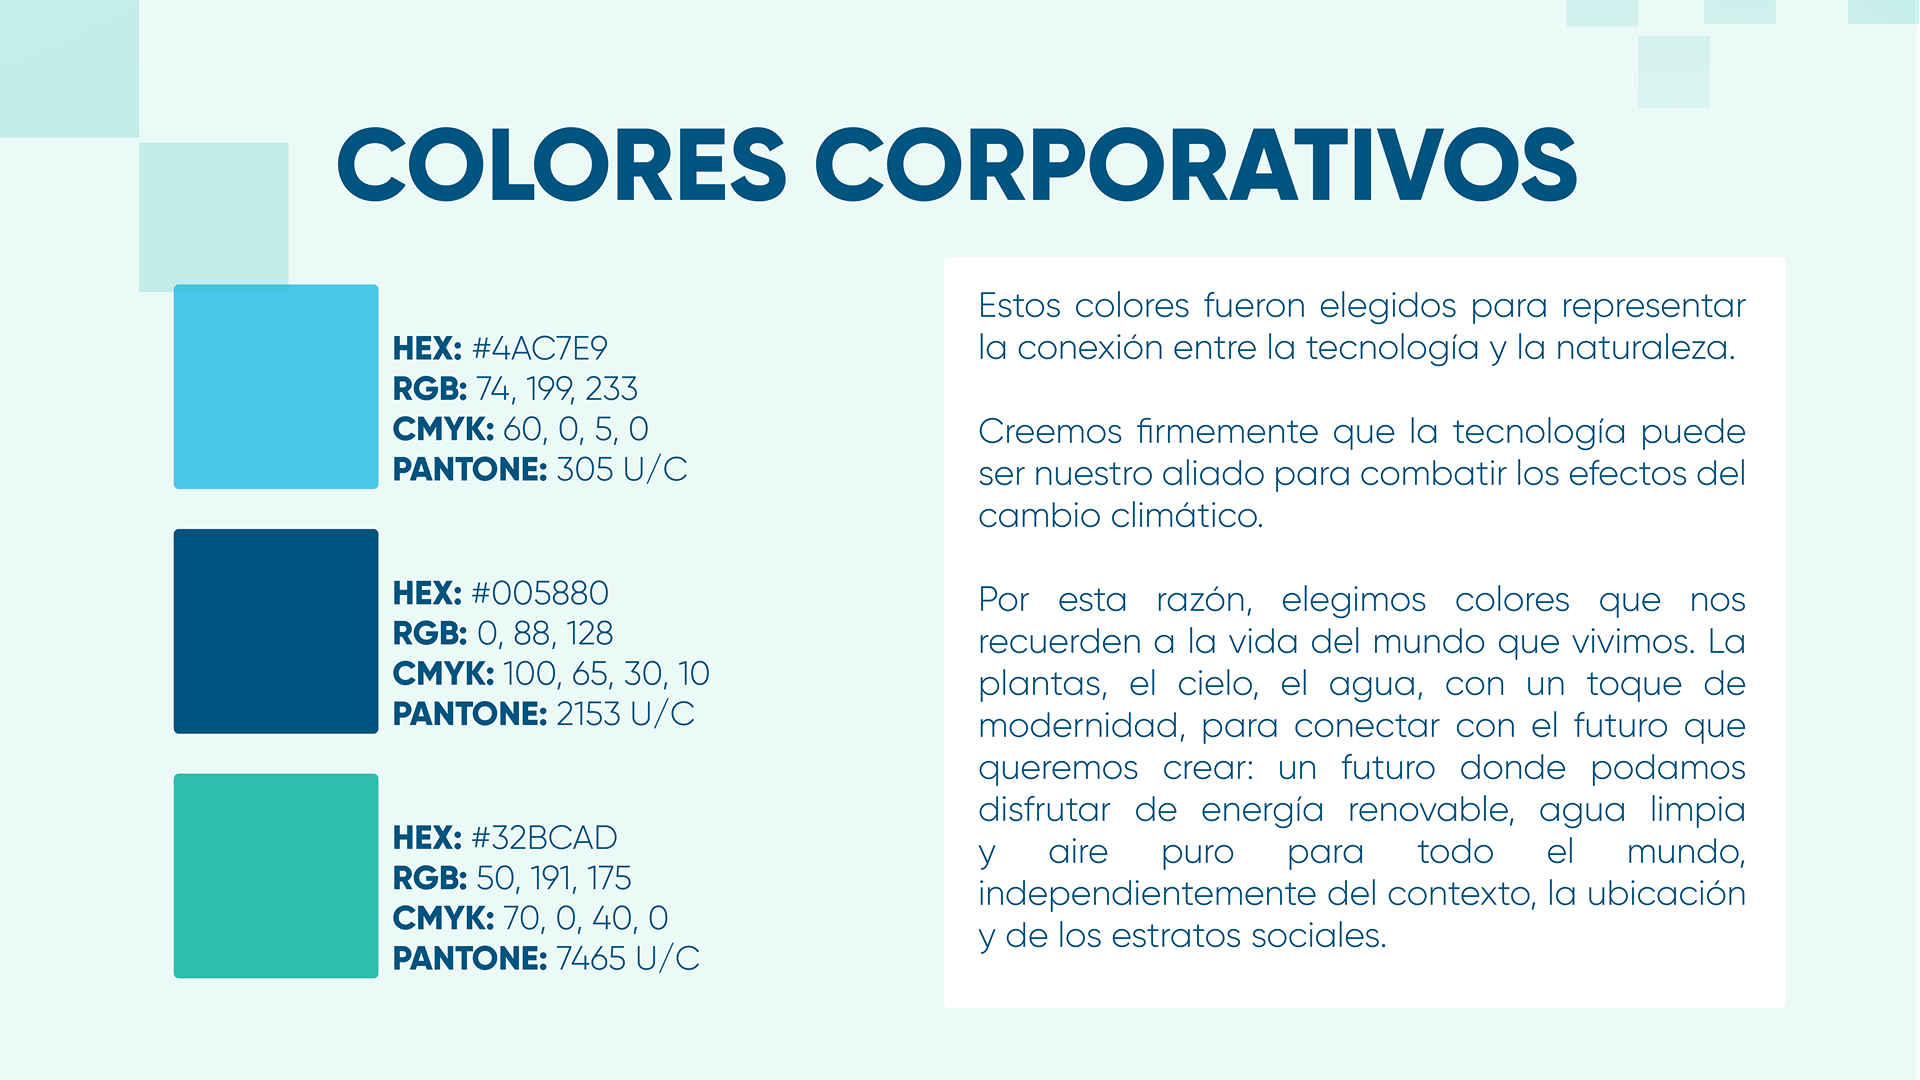 COLORES CORPORATIVOS
HEX: #4AC7E9
RGB: 74, 199, 233
CMYK: 60, 0, 5, 0
PANTONE: 305 U/C
HEX: #005880
RGB: 0, 88, 128
CMYK: 100, 65, 30, 10
PANTONE: 2153 U/C
HEX: #32BCAD
RGB: 50, 191, 175
CMYK: 70, 0, 40, 0
PANTONE: 7465 U/C
Estos colores fueron elegidos para representar
la conexión entre la tecnología y la naturaleza.
Creemos firmemente que la tecnología puede
ser nuestro aliado para combatir los efectos del
cambio climático.
Por esta razón, elegimos colores que nos
recuerden a la vida del mundo que vivimos. La
plantas, el cielo, el agua, con un toque de
modernidad, para conectar con el futuro que
queremos crear: un futuro donde podamos
disfrutar de energía renovable, agua limpia
y aire puro para todo el mundo,
independientemente del contexto, la ubicación
y de los estratos sociales.